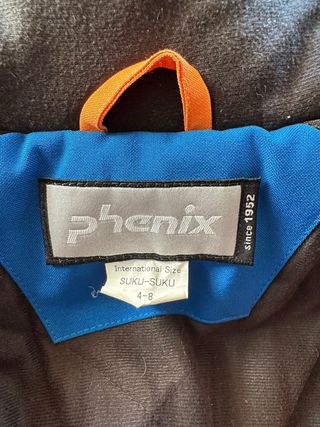 phenix
since 1952
International Size
SUKU-SUKU
4-8